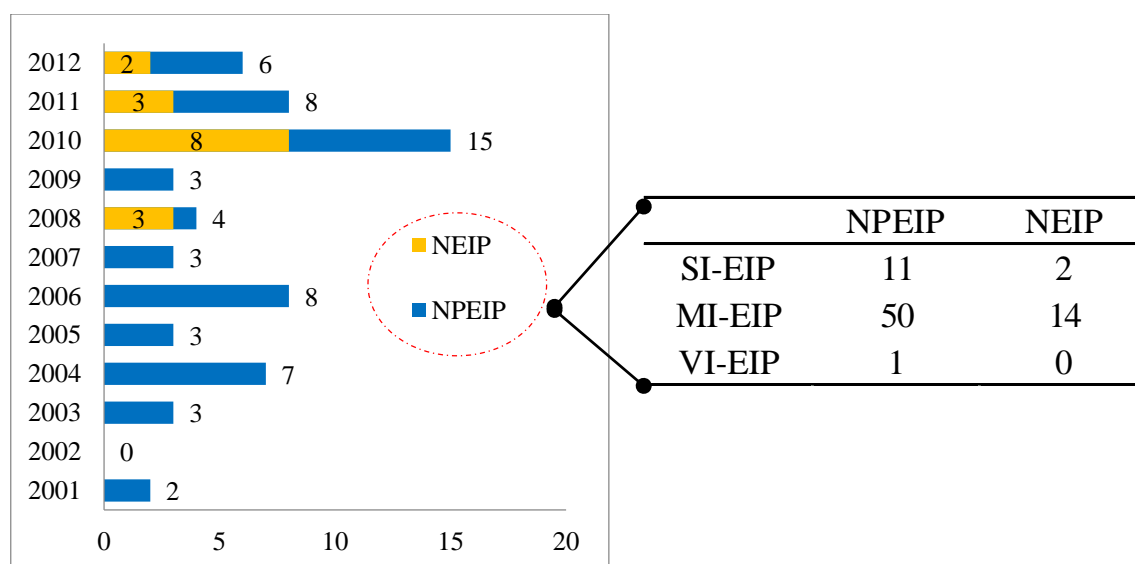 2012 2 6
2011 3 8
2010 8 15
2009 3
2008 3 4
2007 3
2006 8
2005 3
2004 7
2003 3
2002 0
2001 2
0 5 10 15 20
NEIP
NPEIP
NPEIP NEIP
SI-EIP 11 2
MI-EIP 50 14
VI-EIP 1 0